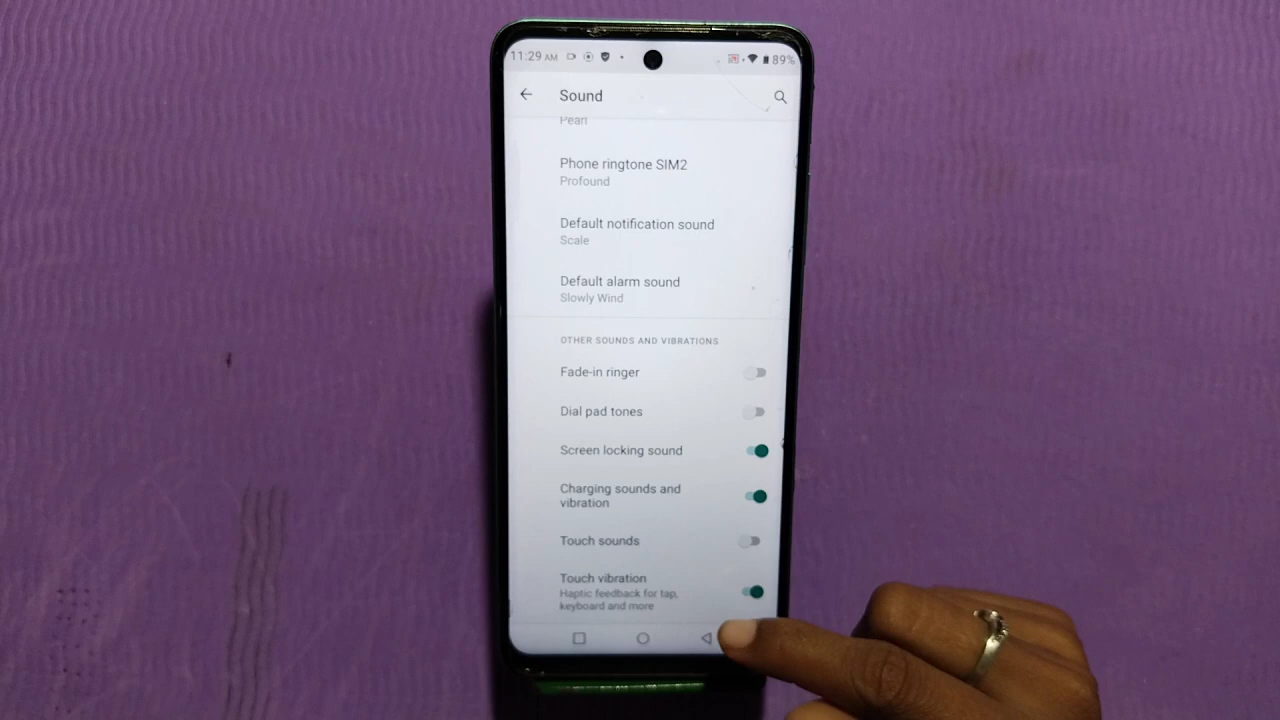 11:29 AM
89%
Sound
Pearl
Phone ringtone SIM2
Profound
Default notification sound
Scale
Default alarm sound
Slowly Wind
OTHER SOUNDS AND VIBRATIONS
Fade-in ringer
Dial pad tones
Screen locking sound
Charging sounds and
vibration
Touch sounds
Touch vibration
Haptic feedback for tap,
keyboard and more